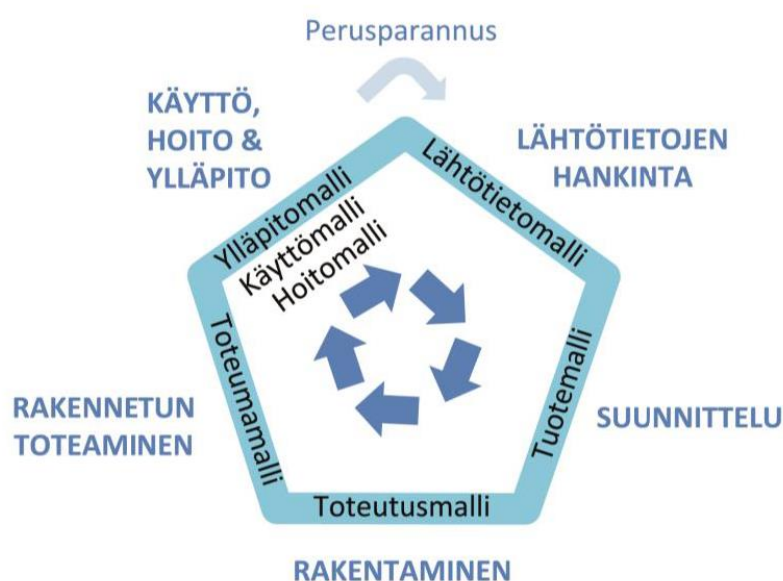 Perusparannus
KÄYTTÖ,
HOITO &
YLLÄPITO
LÄHTÖTIETOJEN
HANKINTA
Ylläpitomalli
Käyttömalli
Hoitomalli
Lähtötietomalli
Toteumamalli
Tuotemalli
RAKENNETUN
TOTEAMINEN
SUUNNITTELU
Toteutusmalli
RAKENTAMINEN